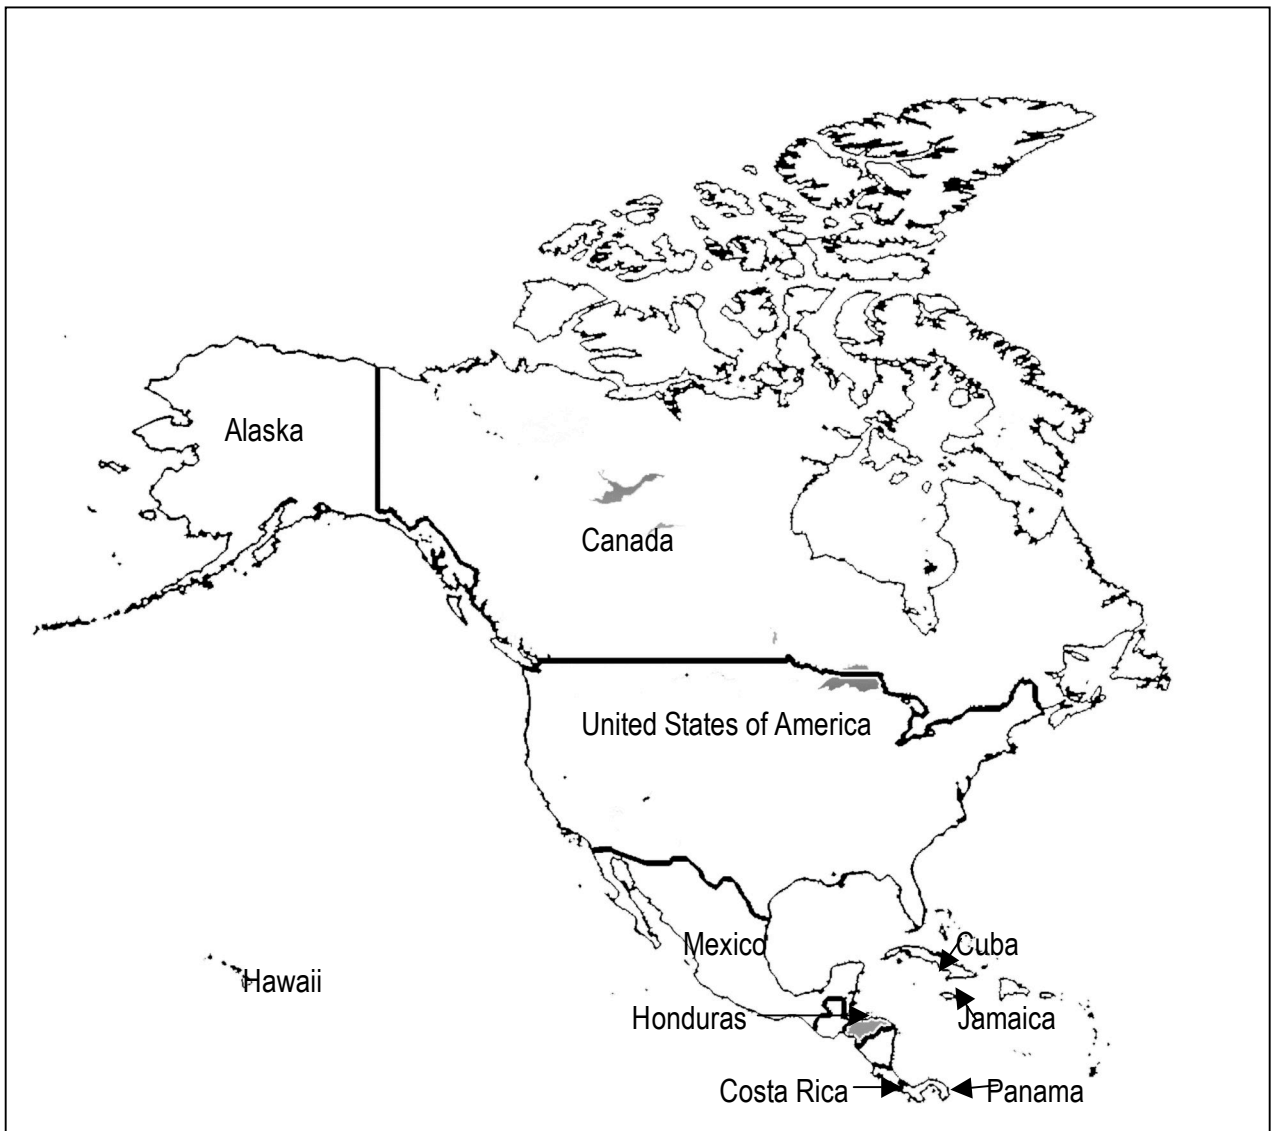 Alaska
Canada
United States of America
Mexico
Cuba
Hawaii
Honduras
Jamaica
Costa Rica
Panama